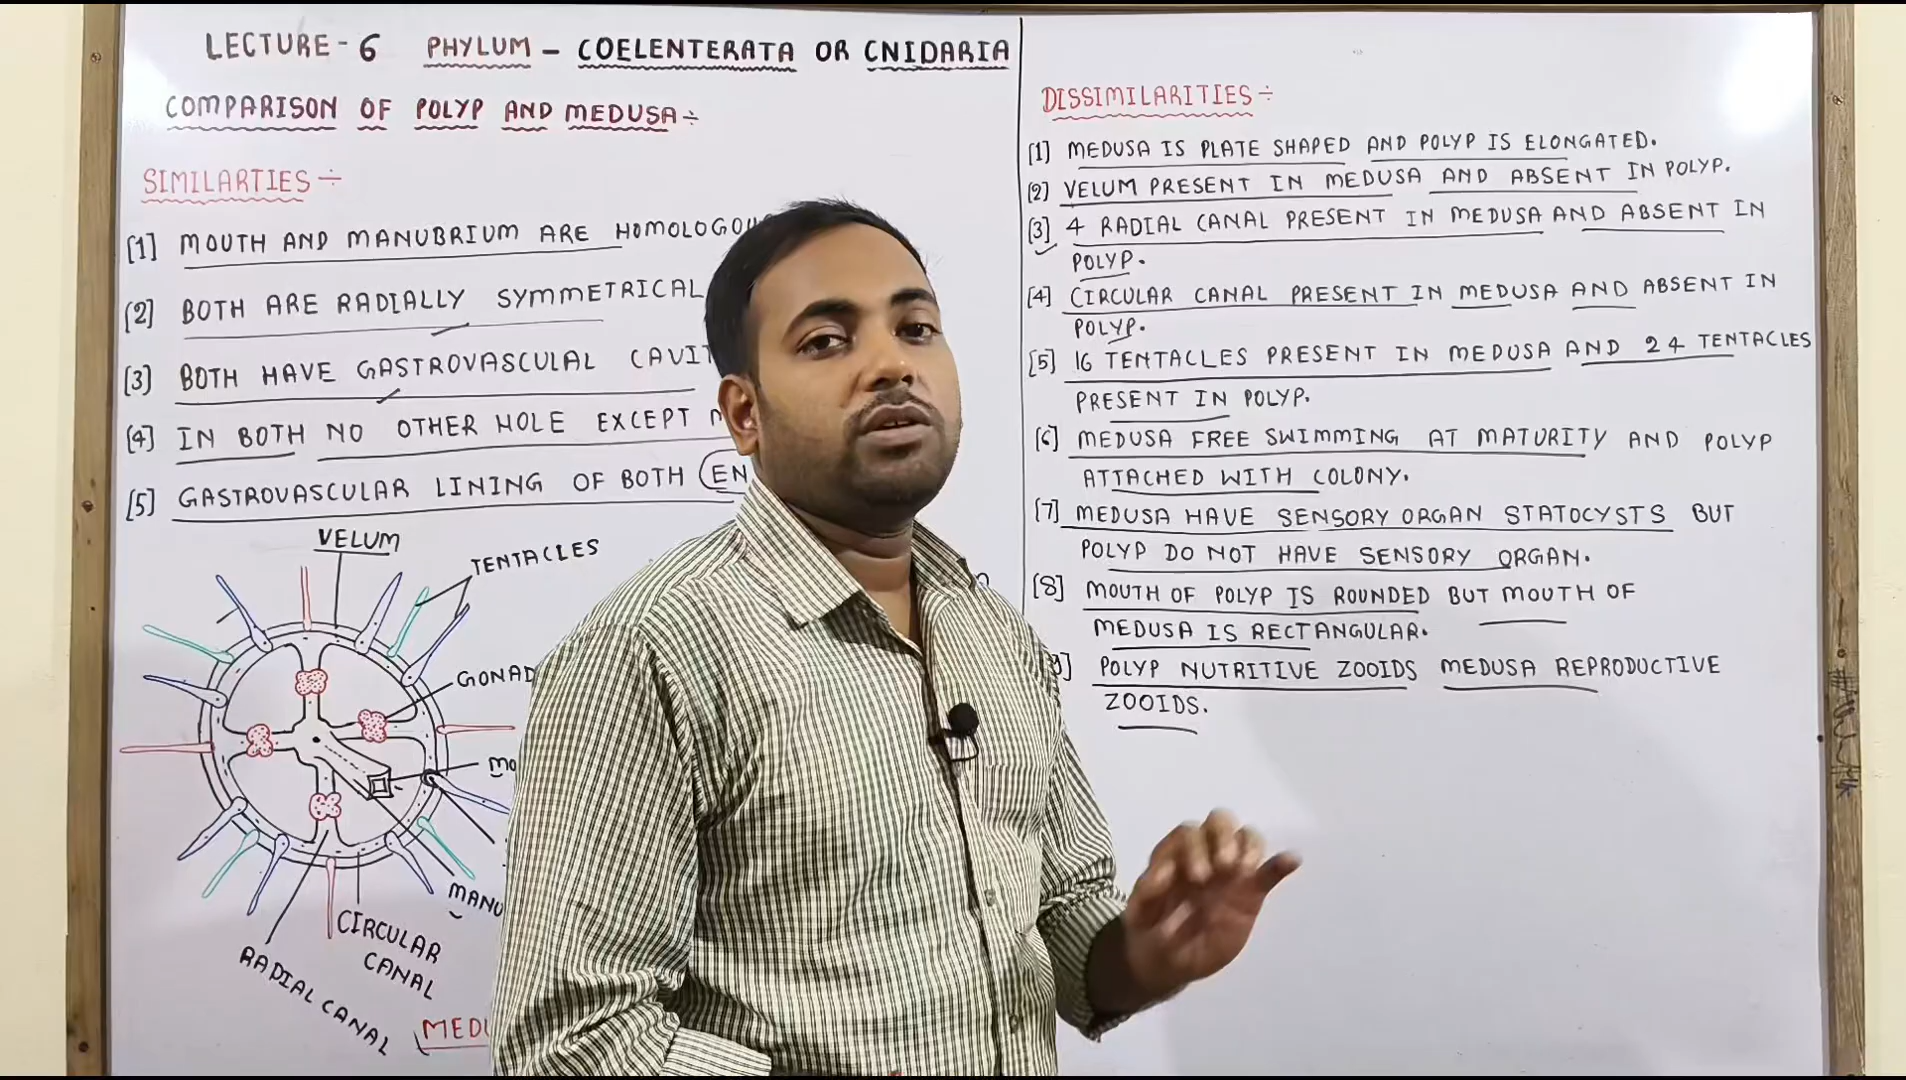 LECTURE - 6 PHYLUM - COELENTERATA OR CNIDARIA
COMPARISON OF POLYP AND MEDUSA÷
SIMILARTIES÷
[1] MOUTH AND MANUBRIUM ARE
[2] BOTH ARE RADIALLY SYMMETRICAL
[3] BOTH HAVE GASTROVASCULAR
[4] IN BOTH NO OTHER HOLE EXCEPT
[5] GASTROVASCULAR LINING OF BOTH
VELUM
TENTACLES
CIRCULAR
CANAL
RADIAL CANAL
DISSIMILARITIES÷
[1] MEDUSA IS PLATE SHAPED AND POLYP IS ELONGATED.
[2] VELUM PRESENT IN MEDUSA AND ABSENT IN POLYP.
[3] 4 RADIAL CANAL PRESENT IN MEDUSA AND ABSENT IN
POLYP.
[4] CIRCULAR CANAL PRESENT IN MEDUSA AND ABSENT IN
POLYP.
[5] 16 TENTACLES PRESENT IN MEDUSA AND 24 TENTACLES
PRESENT IN POLYP.
[6] MEDUSA FREE SWIMMING AT MATURITY AND POLYP
ATTACHED WITH COLONY.
[7] MEDUSA HAVE SENSORY ORGAN STATOCYSTS BUT
POLYP DO NOT HAVE SENSORY ORGAN.
[8] MOUTH OF POLYP IS ROUNDED BUT MOUTH OF
MEDUSA IS RECTANGULAR.
POLYP NUTRITIVE ZOOIDS MEDUSA REPRODUCTIVE
ZOOIDS.